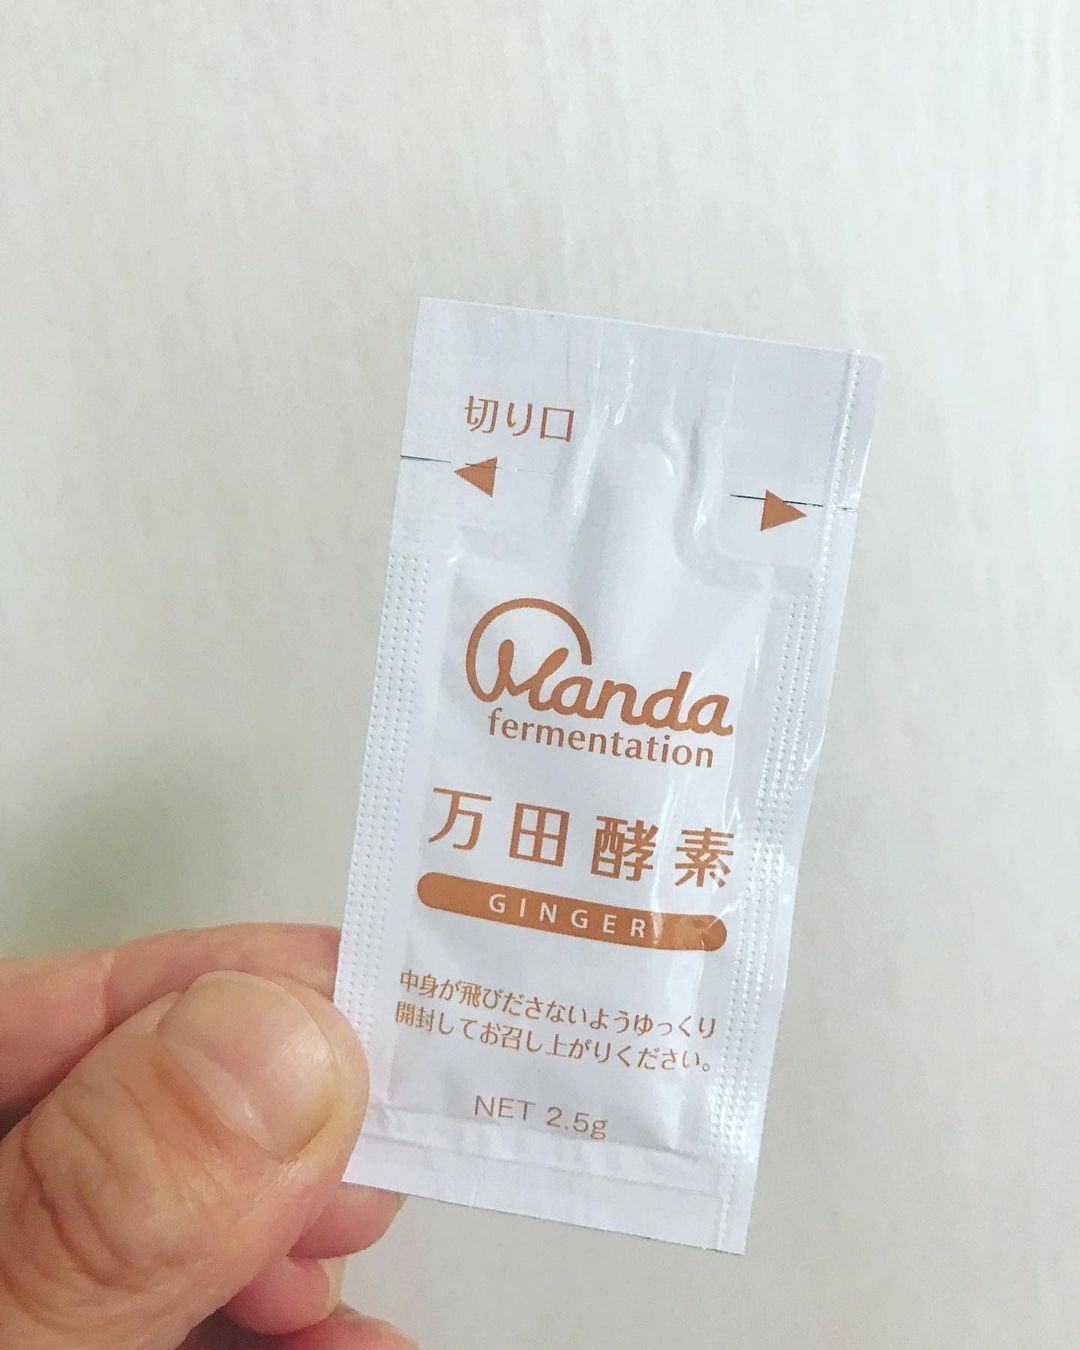 切り口
Manda
fermentation
万田酵素
GINGER
中身が飛びださないようゆっくり
開封してお召し上がりください。
NET 2.5g